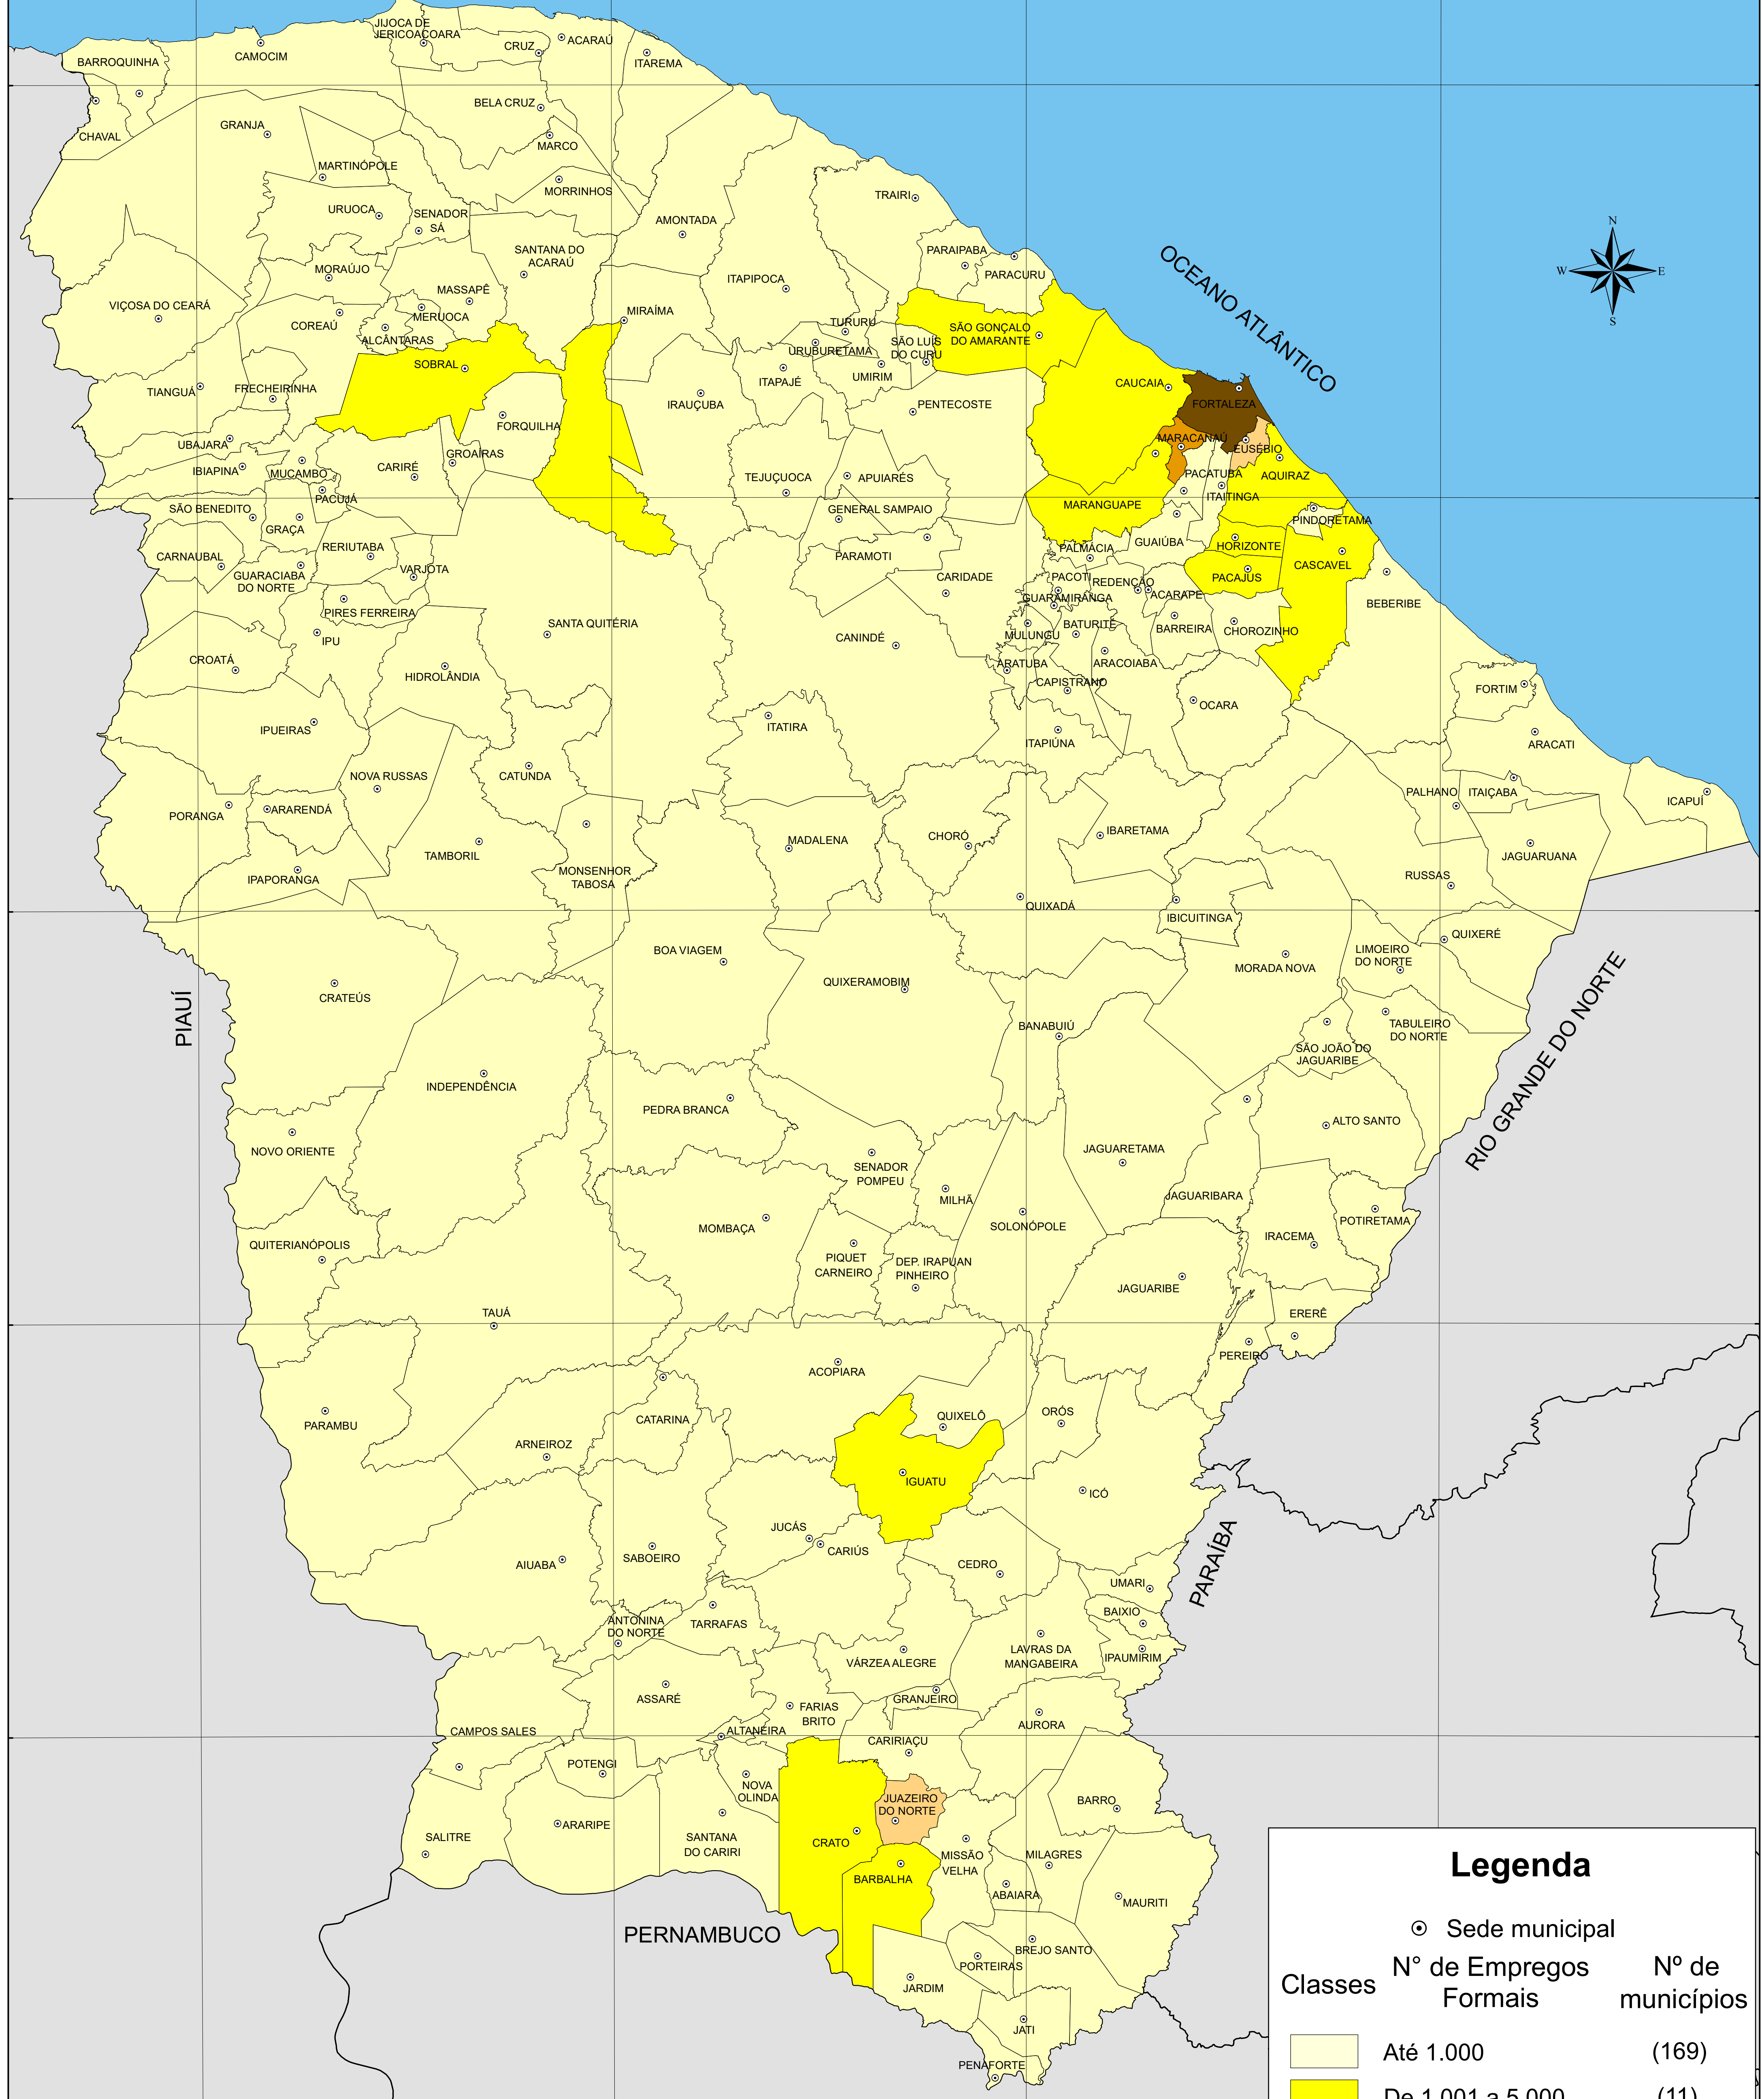 JIJOCA DE
JERICOACOARA
CRUZ
ACARAÚ
BARROQUINHA
CAMOCIM
ITAREMA
BELA CRUZ
CHAVAL
GRANJA
MARCO
MARTINÓPOLE
MORRINHOS
TRAIRI
URUOCA
SENADOR
SÁ
AMONTADA
N
W
E
S
OCEANO ATLÂNTICO
SANTANA DO
ACARAÚ
PARAIPABA
PARACURU
MORAÚJO
ITAPIPOCA
MASSAPÊ
VIÇOSA DO CEARÁ
MERUOCA
MIRAÍMA
COREAÚ
TURURU
SÃO GONÇALO
DO AMARANTE
ALCÂNTARAS
URUBURETAMA
SÃO LUÍS
DO CURU
SOBRAL
UMIRIM
ITAPAJÉ
CAUCAIA
TIANGUÁ
FRECHEIRINHA
IRAUÇUBA
PENTECOSTE
FORTALEZA
FORQUILHA
UBAJARA
MARACANAÚ
EUSÉBIO
GROAÍRAS
IBIAPINA
MUCAMBO
CARIRÉ
TEJUÇUOCA
APUIARÉS
PACATUBA
AQUIRAZ
PACUJÁ
ITAITINGA
SÃO BENEDITO
MARANGUAPE
GENERAL SAMPAIO
PINDORETAMA
GRAÇA
RERIUTABA
PALMÁCIA
GUAIÚBA
HORIZONTE
CARNAUBAL
PARAMOTI
CASCAVEL
GUARACIABA
DO NORTE
VARJOTA
CARIDADE
PACOTI
REDENÇÃO
PACAJUS
GUARAMIRANGA
ACARAPE
BEBERIBE
PIRES FERREIRA
SANTA QUITÉRIA
BATURITÉ
BARREIRA
CHOROZINHO
IPU
CANINDÉ
MULUNGU
CROATÁ
ARATUBA
ARACOIABA
HIDROLÂNDIA
CAPISTRANO
FORTIM
OCARA
IPUEIRAS
ITATIRA
ITAPIÚNA
ARACATI
NOVA RUSSAS
CATUNDA
PALHANO
ITAIÇABA
ICAPUÍ
PORANGA
ARARENDÁ
MADALENA
CHORÓ
IBARETAMA
TAMBORIL
JAGUARUANA
IPAPORANGA
MONSENHOR
TABOSA
RUSSAS
QUIXADÁ
IBICUITINGA
QUIXERÉ
BOA VIAGEM
LIMOEIRO
DO NORTE
QUIXERAMOBIM
MORADA NOVA
CRATEÚS
PIAUÍ
BANABUIÚ
TABULEIRO
DO NORTE
RIO GRANDE DO NORTE
SÃO JOÃO DO
JAGUARIBE
INDEPENDÊNCIA
PEDRA BRANCA
ALTO SANTO
NOVO ORIENTE
JAGUARETAMA
SENADOR
POMPEU
JAGUARIBARA
MILHÃ
MOMBAÇA
SOLONÓPOLE
POTIRETAMA
QUITERIANÓPOLIS
IRACEMA
PIQUET
CARNEIRO
DEP. IRAPUAN
PINHEIRO
JAGUARIBE
TAUÁ
ERERÊ
PEREIRO
ACOPIARA
CATARINA
QUIXELÔ
ORÓS
PARAMBU
ARNEIROZ
IGUATU
ICÓ
JUCÁS
CARIÚS
SABOEIRO
AIUABA
CEDRO
PARAÍBA
UMARI
BAIXIO
ANTONINA
DO NORTE
TARRAFAS
LAVRAS DA
MANGABEIRA
IPAUMIRIM
VÁRZEA ALEGRE
ASSARÉ
GRANJEIRO
FARIAS
BRITO
AURORA
CAMPOS SALES
ALTANEIRA
CARIRIAÇU
POTENGI
NOVA
OLINDA
JUAZEIRO
DO NORTE
BARRO
ARARIPE
SALITRE
SANTANA
DO CARIRI
CRATO
MISSÃO
VELHA
MILAGRES
BARBALHA
ABAIARA
MAURITI
PERNAMBUCO
BREJO SANTO
PORTEIRAS
JARDIM
JATI
PENAFORTE
Legenda
Sede municipal
Classes
N° de Empregos
Formais
Nº de
municípios
Até 1.000 (169)
De 1.001 a 5.000 (11)